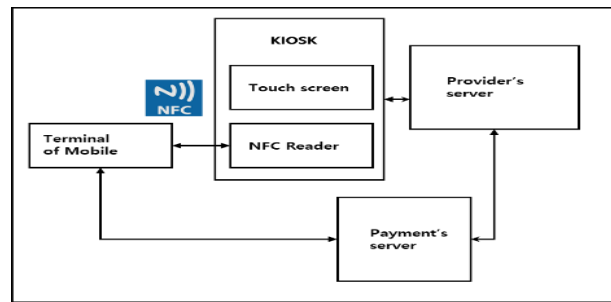 KIOSK
Touch screen
NFC Reader
NFC
Terminal
of Mobile
Provider's
server
Payment's
server